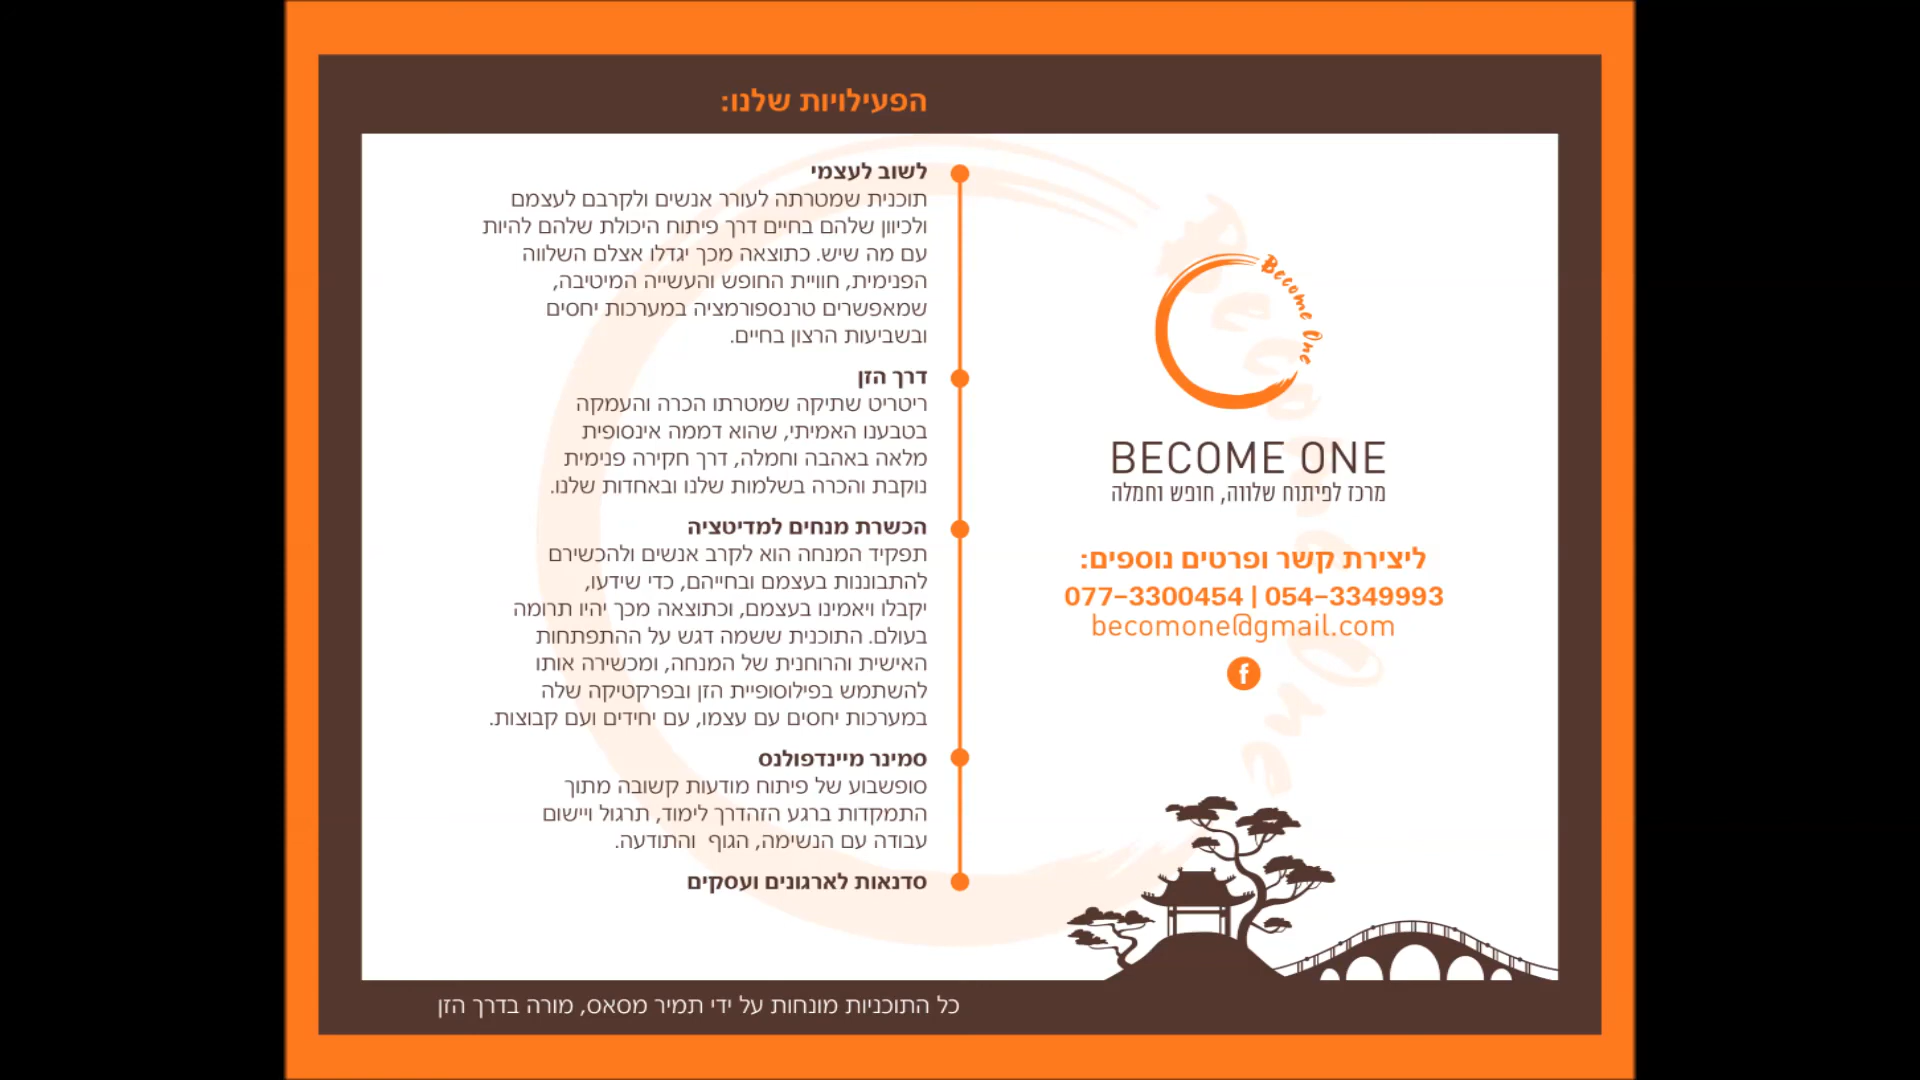 הפעילויות שלנו:
לשוב לעצמי
תוכנית שמטרתה לעורר אנשים ולקרבם לעצמם
ולכיוון שלהם בחיים דרך פיתוח היכולת שלהם להיות
עם מה שיש. כתוצאה מכך יגדלו אצלם השלווה
הפנימית, חוויית החופש והעשייה המיטיבה,
שמאפשרים טרנספורמציה במערכות יחסים
ובשביעות הרצון בחיים.
דרך הזן
ריטריט שתיקה שמטרתו הכרה והעמקה
בטבענו האמיתי, שהוא דממה אינסופית
מלאה באהבה וחמלה, דרך חקירה פנימית
נוקבת והכרה בשלמות שלנו ובאחדות שלנו.
הכשרת מנחים למדיטציה
תפקיד המנחה הוא לקרב אנשים ולהכשירם
להתבוננות בעצמם ובחייהם, כדי שידעו,
יקבלו ויאמינו בעצמם, וכתוצאה מכך יהיו תרומה
בעולם. התוכנית ששמה דגש על ההתפתחות
האישית והרוחנית של המנחה, ומכשירה אותו
להשתמש בפילוסופיית הזן ובפרקטיקה שלה
במערכות יחסים עם עצמו, עם יחידים ועם קבוצות.
סמינר מיינדפולנס
סופשבוע של פיתוח מודעות קשובה מתוך
התמקדות ברגע הזהדרך לימוד, תרגול ויישום
עבודה עם הנשימה, הגוף  והתודעה.
סדנאות לארגונים ועסקים
Become One
Become One
BECOME ONE
מרכז לפיתוח שלווה, חופש וחמלה
ליצירת קשר ופרטים נוספים:
077-3300454 | 054-3349993
becomone@gmail.com
f
כל התוכניות מונחות על ידי תמיר מסאס, מורה בדרך הזן